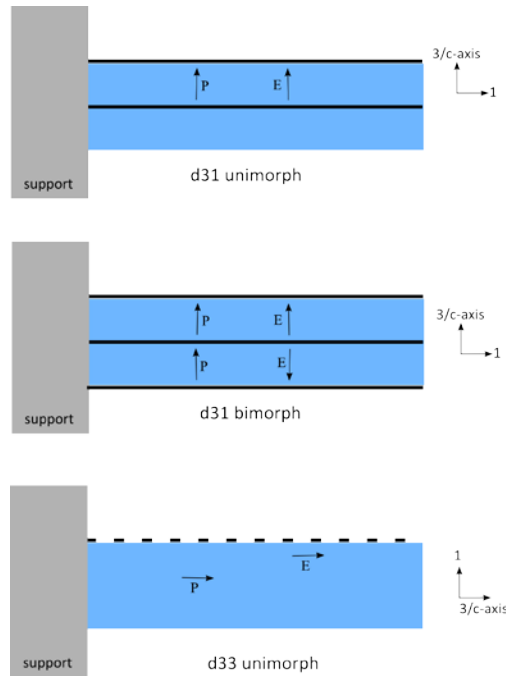 3/c-axis
P
E
1
support
d31 unimorph
3/c-axis
P
E
1
P
E
support
d31 bimorph
1
E
P
3/c-axis
support
d33 unimorph